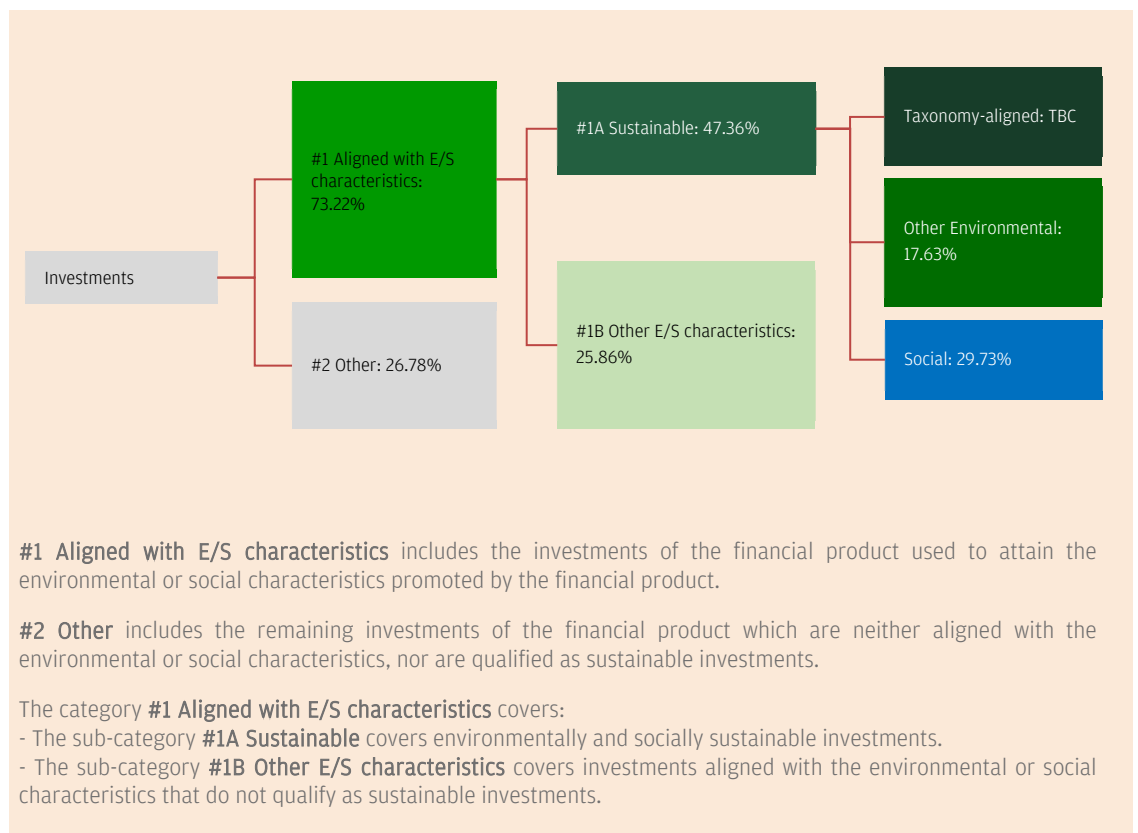 Investments
#1 Aligned with E/S
characteristics:
73.22%
#2 Other: 26.78%
#1A Sustainable: 47.36%
#1B Other E/S characteristics:
25.86%
Taxonomy-aligned: TBC
Other Environmental:
17.63%
Social: 29.73%
#1 Aligned with E/S characteristics includes the investments of the financial product used to attain the
environmental or social characteristics promoted by the financial product.
#2 Other includes the remaining investments of the financial product which are neither aligned with the
environmental or social characteristics, nor are qualified as sustainable investments.
The category #1 Aligned with E/S characteristics covers:
- The sub-category #1A Sustainable covers environmentally and socially sustainable investments.
- The sub-category #1B Other E/S characteristics covers investments aligned with the environmental or social
characteristics that do not qualify as sustainable investments.